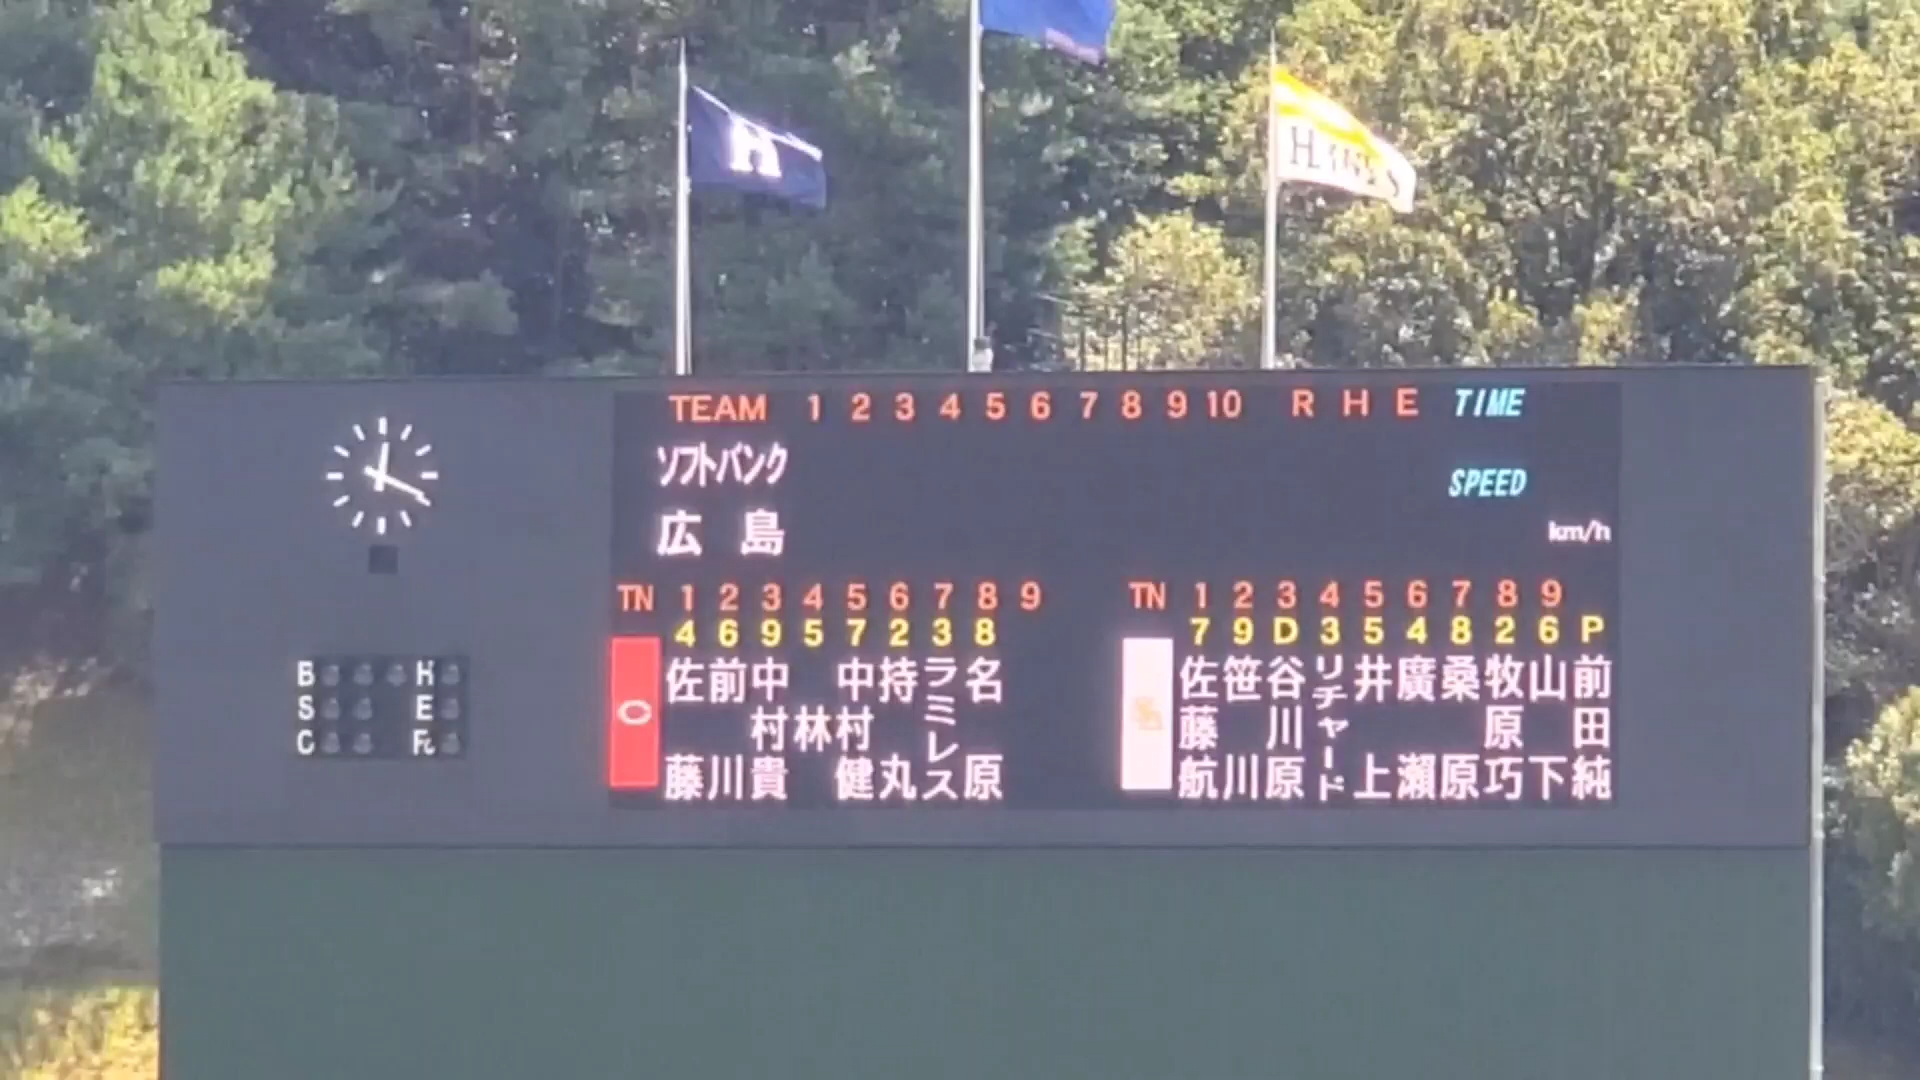 H
HAWKS
TEAM 1 2 3 4 5 6 7 8 9 10 R H E TIME
ソフトバンク
SPEED
広島
km/h
TN 1 2 3 4 5 6 7 8 9
4 6 9 5 7 2 3 8
C
佐藤
前川
中村貴
林
中村健
持丸
ラミレス
名原
TN 1 2 3 4 5 6 7 8 9
7 9 D 3 5 4 8 2 6 P
佐藤航
笹川
谷川原
リチャード
井上
廣瀬
桑原
牧原巧
山下
前田純
B H
S E
C Fc